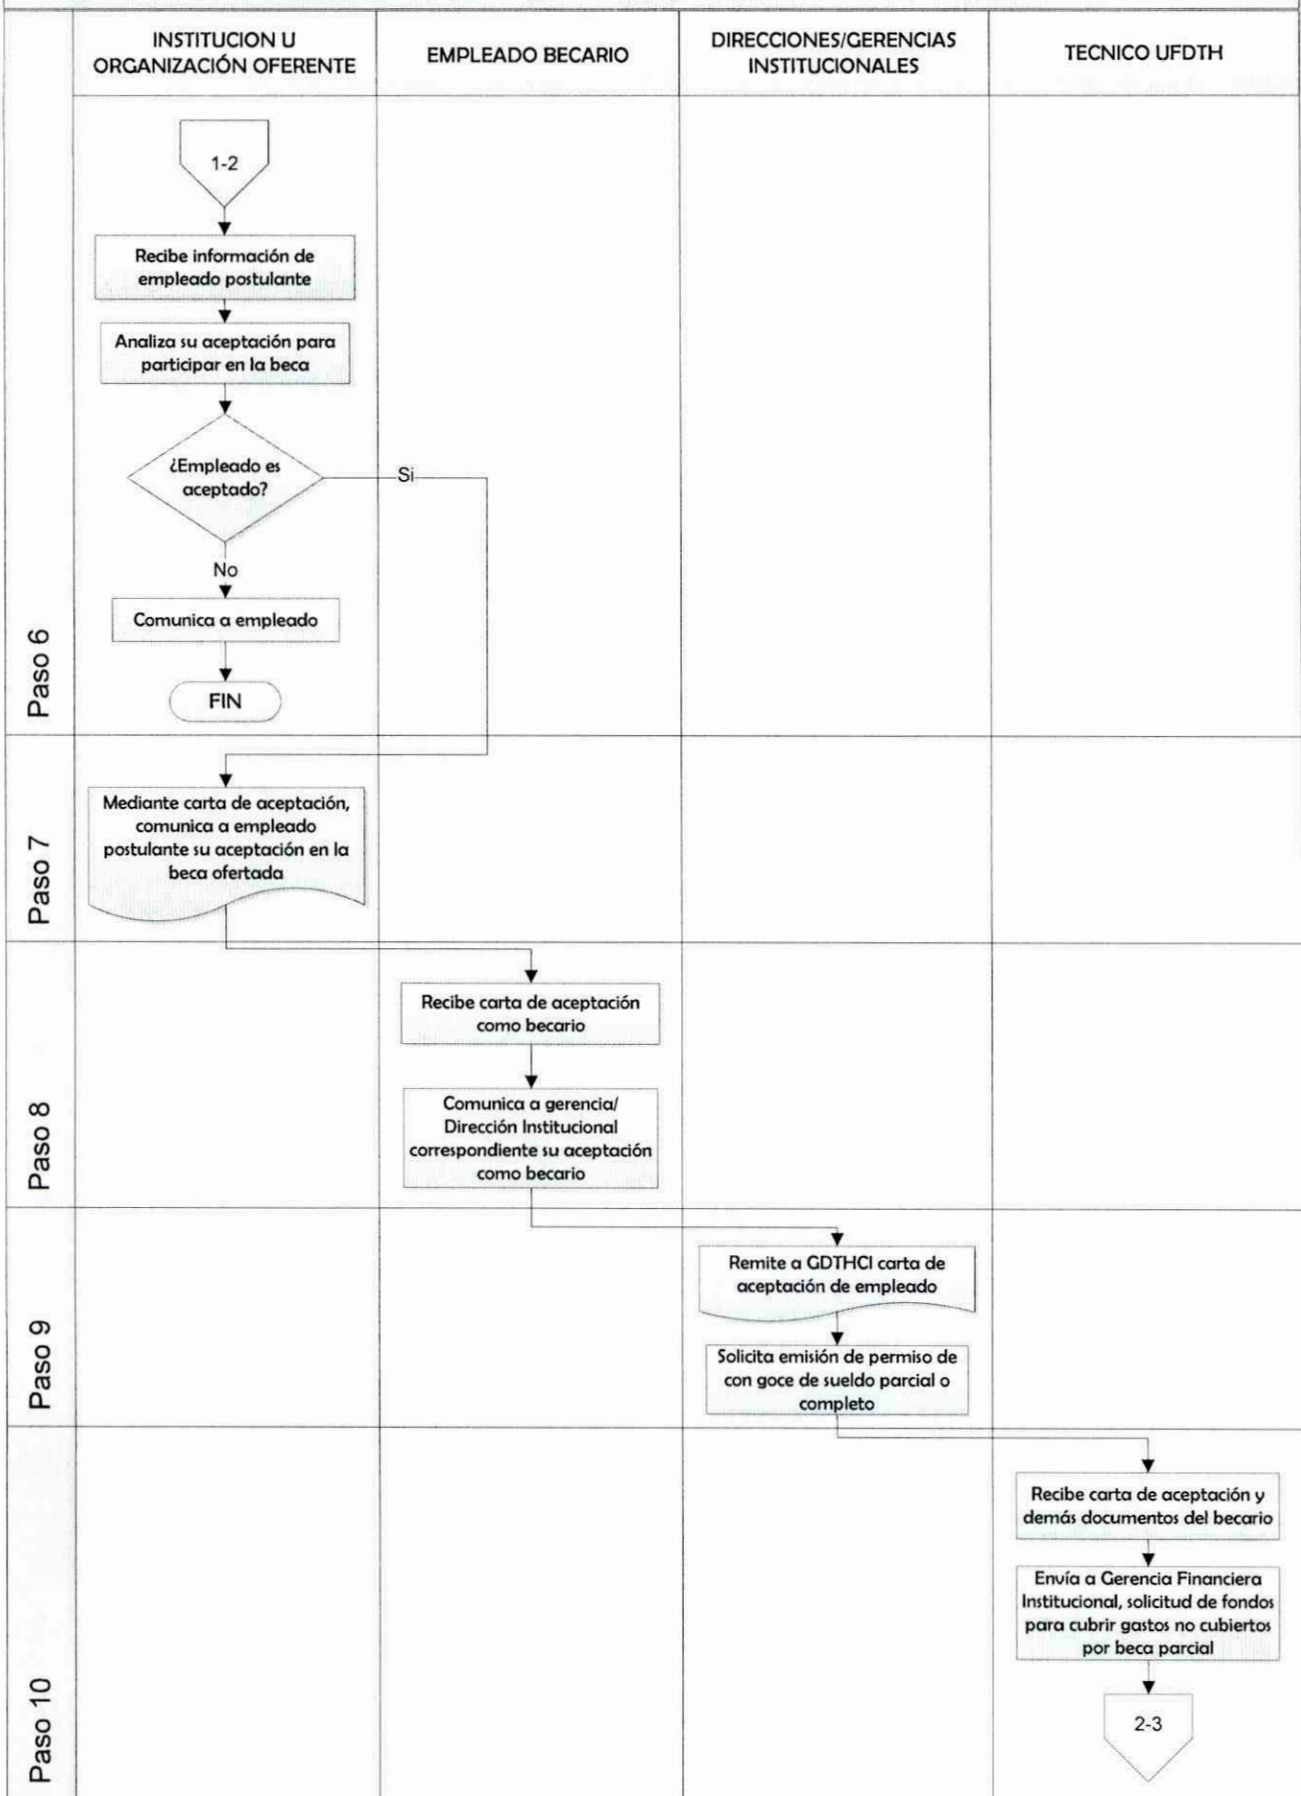 INSTITUCION U
ORGANIZACIÓN OFERENTE
EMPLEADO BECARIO
DIRECCIONES/GERENCIAS
INSTITUCIONALES
TECNICO UFDTH
Paso 6
1-2
Recibe información de
empleado postulante
Analiza su aceptación para
participar en la beca
¿Empleado es
aceptado?
Si
No
Comunica a empleado
FIN
Paso 7
Mediante carta de aceptación,
comunica a empleado
postulante su aceptación en la
beca ofertada
Paso 8
Recibe carta de aceptación
como becario
Comunica a gerencia/
Dirección Institucional
correspondiente su aceptación
como becario
Paso 9
Remite a GDTHCI carta de
aceptación de empleado
Solicita emisión de permiso de
con goce de sueldo parcial o
completo
Paso 10
Recibe carta de aceptación y
demás documentos del becario
Envía a Gerencia Financiera
Institucional, solicitud de fondos
para cubrir gastos no cubiertos
por beca parcial
2-3